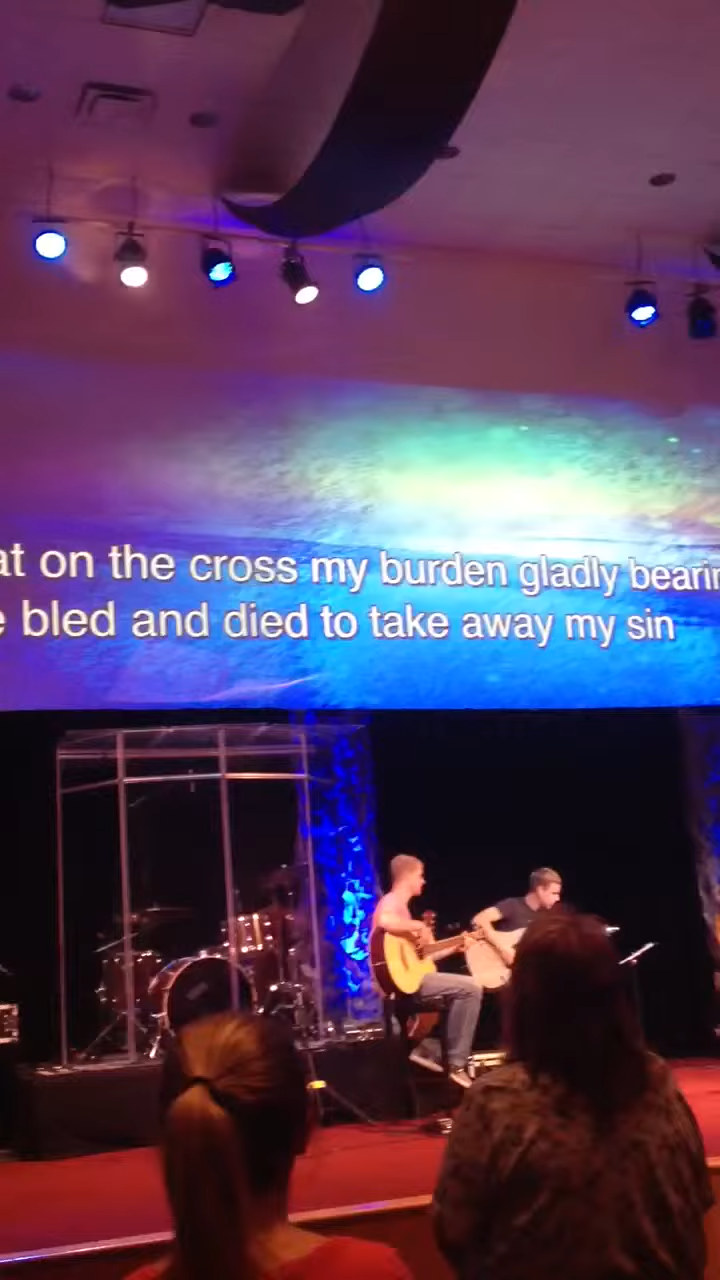 at on the cross my burden gladly bearin
e bled and died to take away my sin